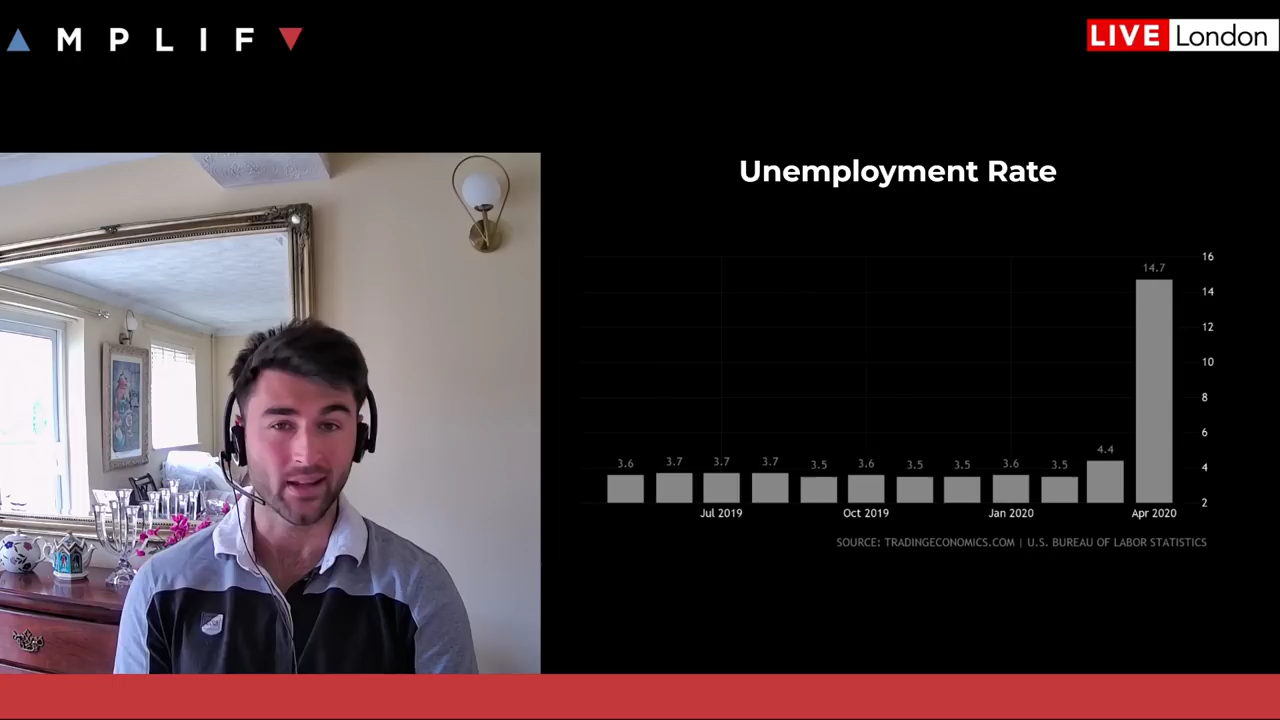 ▲ M P L I F ▼
LIVE London
Unemployment Rate
16
14.7
14
12
10
8
6
4.4
4
3.6 3.7 3.7 3.7 3.5 3.6 3.5 3.5 3.6 3.5
2
Jul 2019 Oct 2019 Jan 2020 Apr 2020
SOURCE: TRADINGECONOMICS.COM | U.S. BUREAU OF LABOR STATISTICS